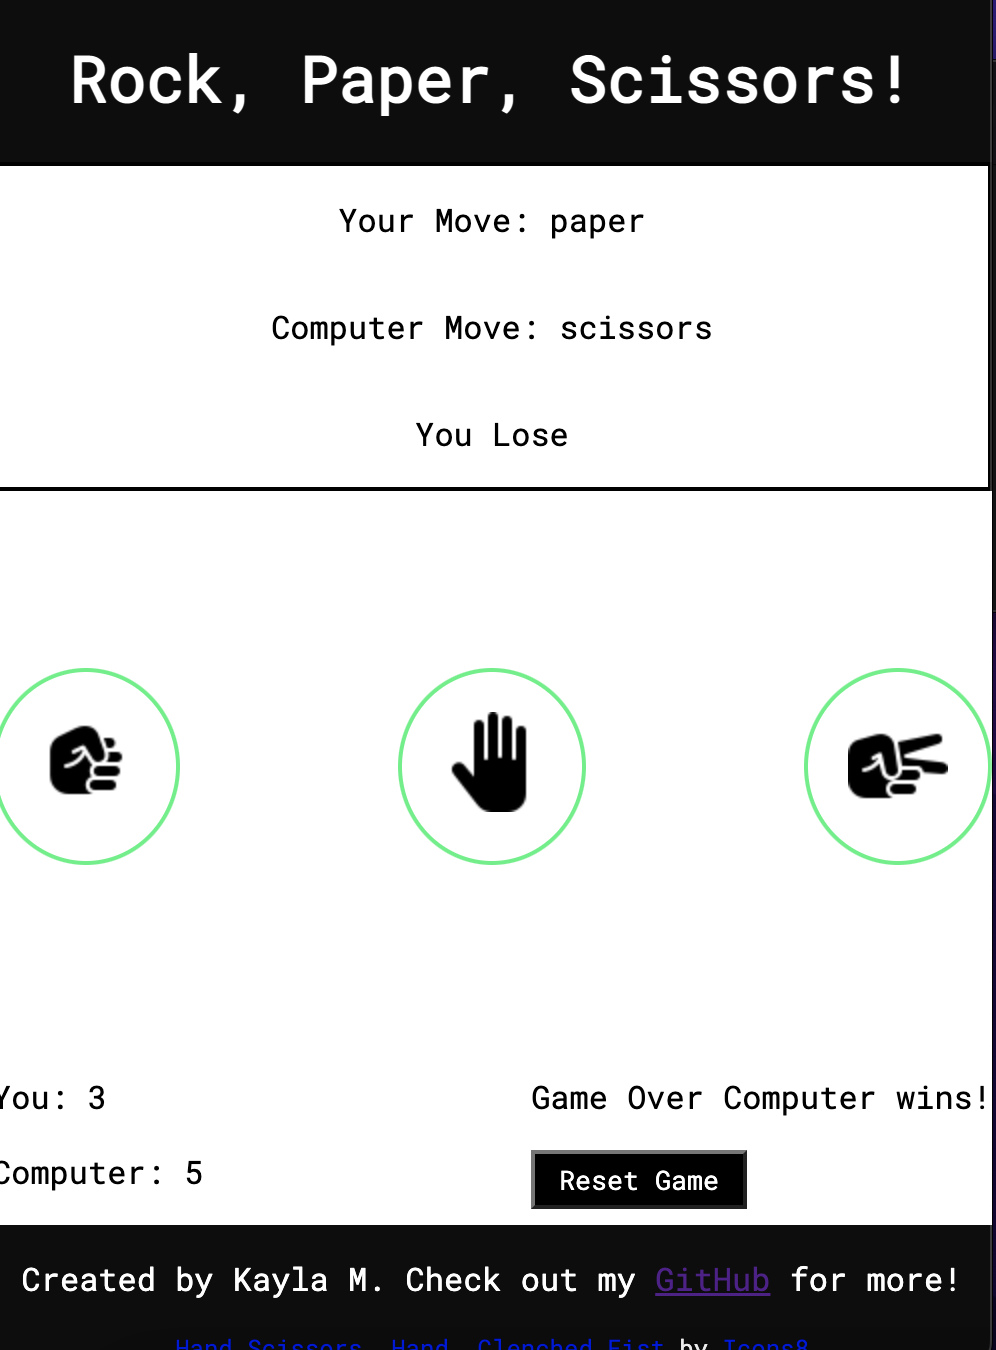 Rock, Paper, Scissors!
Your Move: paper
Computer Move: scissors
You Lose
You: 3
Computer: 5
Game Over Computer wins!
Reset Game
Created by Kayla M. Check out my GitHub for more!
Hand Scissors, Hand, Clenched Fist by Icons8